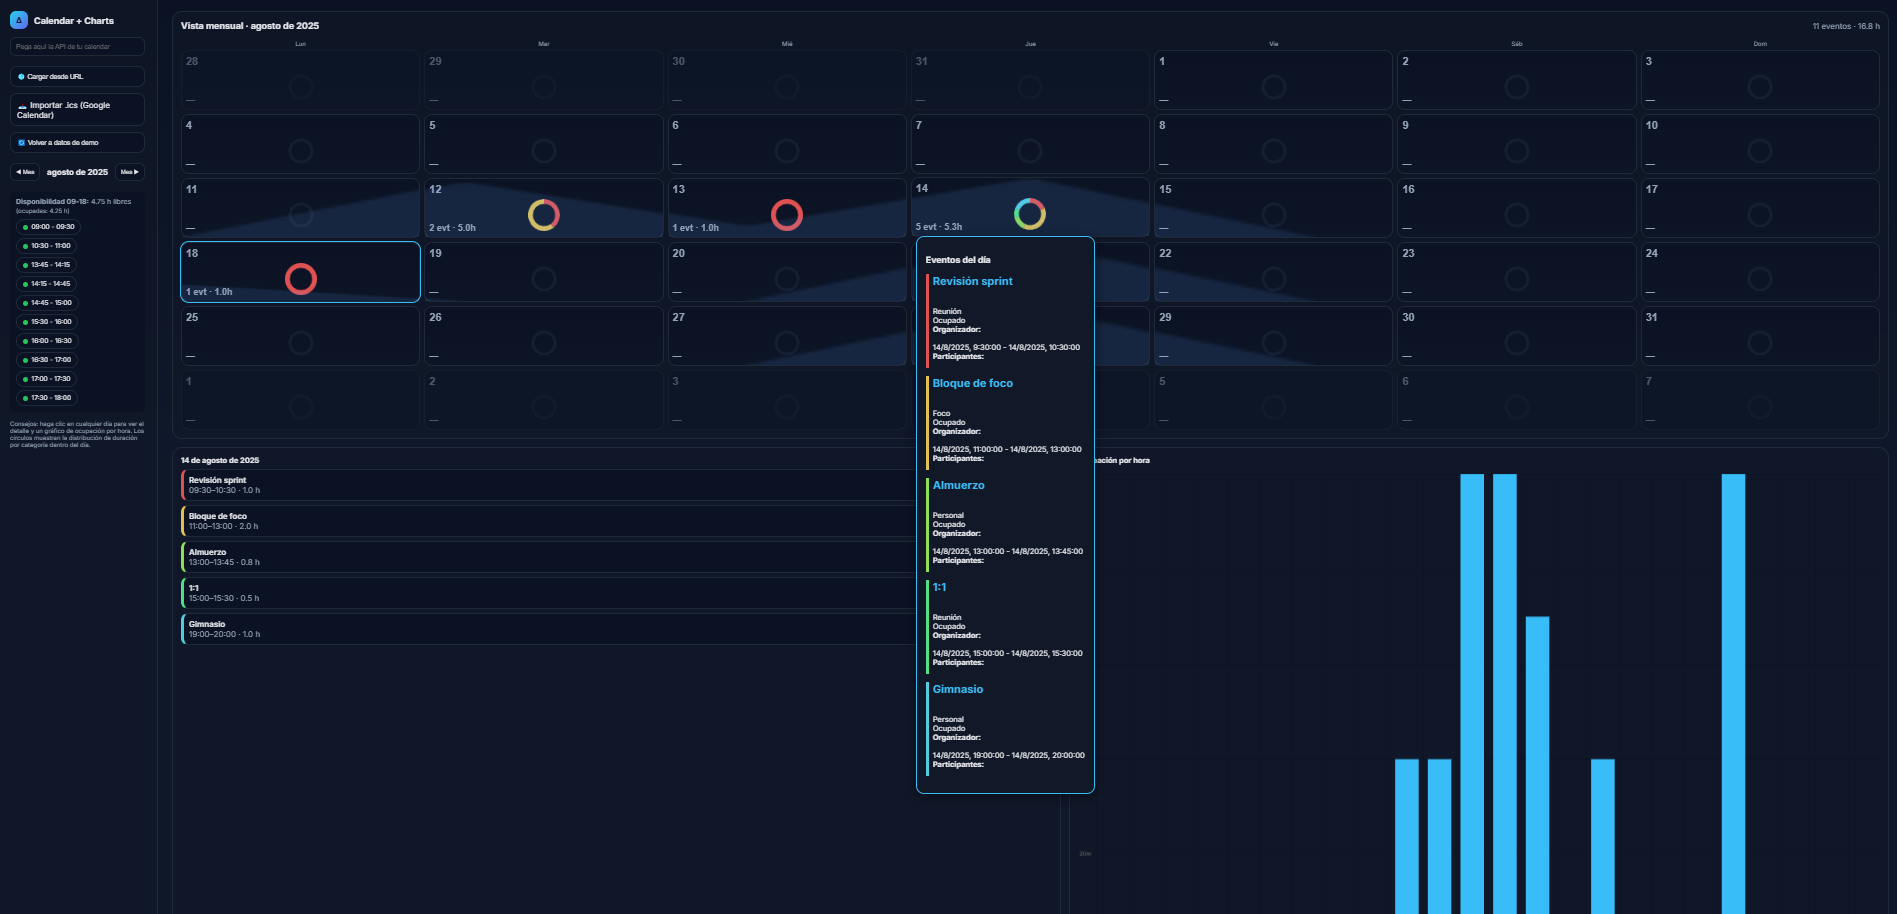 Calendar + Charts
Pega aquí la API de tu calendar
Cargar desde URL
Importar .ics (Google
Calendar)
Volver a datos de demo
◀ Mes
agosto de 2025
Mes ▶
Disponibilidad 09-18: 4.75 h libres
(ocupadas: 4.25 h)
09:00 - 09:30
10:30 - 11:00
13:45 - 14:15
14:15 - 14:45
14:45 - 15:00
15:30 - 16:00
16:00 - 16:30
16:30 - 17:00
17:00 - 17:30
17:30 - 18:00
Consejos: haga clic en cualquier día para ver el
detalle y un gráfico de ocupación por hora. Los
círculos muestran la distribución de duración
por categoría dentro del día.
Vista mensual · agosto de 2025
11 eventos · 16.8 h
Lun Mar Mié Jue Vie Sáb Dom
28 29 30 31 1 2 3
— — — — — — —
4 5 6 7 8 9 10
— — — — — — —
11 12 13 14 15 16 17
— 2 evt · 5.0h 1 evt · 1.0h 5 evt · 5.3h — — —
18 19 20 22 23 24
1 evt · 1.0h — — — — —
25 26 27 29 30 31
— — — — — —
1 2 3 5 6 7
— — — — — —
Eventos del día
Revisión sprint
Reunión
Ocupado
Organizador:
14/8/2025, 9:30:00 - 14/8/2025, 10:30:00
Participantes:
Bloque de foco
Foco
Ocupado
Organizador:
14/8/2025, 11:00:00 - 14/8/2025, 13:00:00
Participantes:
Almuerzo
Personal
Ocupado
Organizador:
14/8/2025, 13:00:00 - 14/8/2025, 13:45:00
Participantes:
1:1
Reunión
Ocupado
Organizador:
14/8/2025, 15:00:00 - 14/8/2025, 15:30:00
Participantes:
Gimnasio
Personal
Ocupado
Organizador:
14/8/2025, 19:00:00 - 14/8/2025, 20:00:00
Participantes:
14 de agosto de 2025
Revisión sprint
09:30–10:30 · 1.0 h
Bloque de foco
11:00–13:00 · 2.0 h
Almuerzo
13:00–13:45 · 0.8 h
1:1
15:00–15:30 · 0.5 h
Gimnasio
19:00–20:00 · 1.0 h
por hora
20m